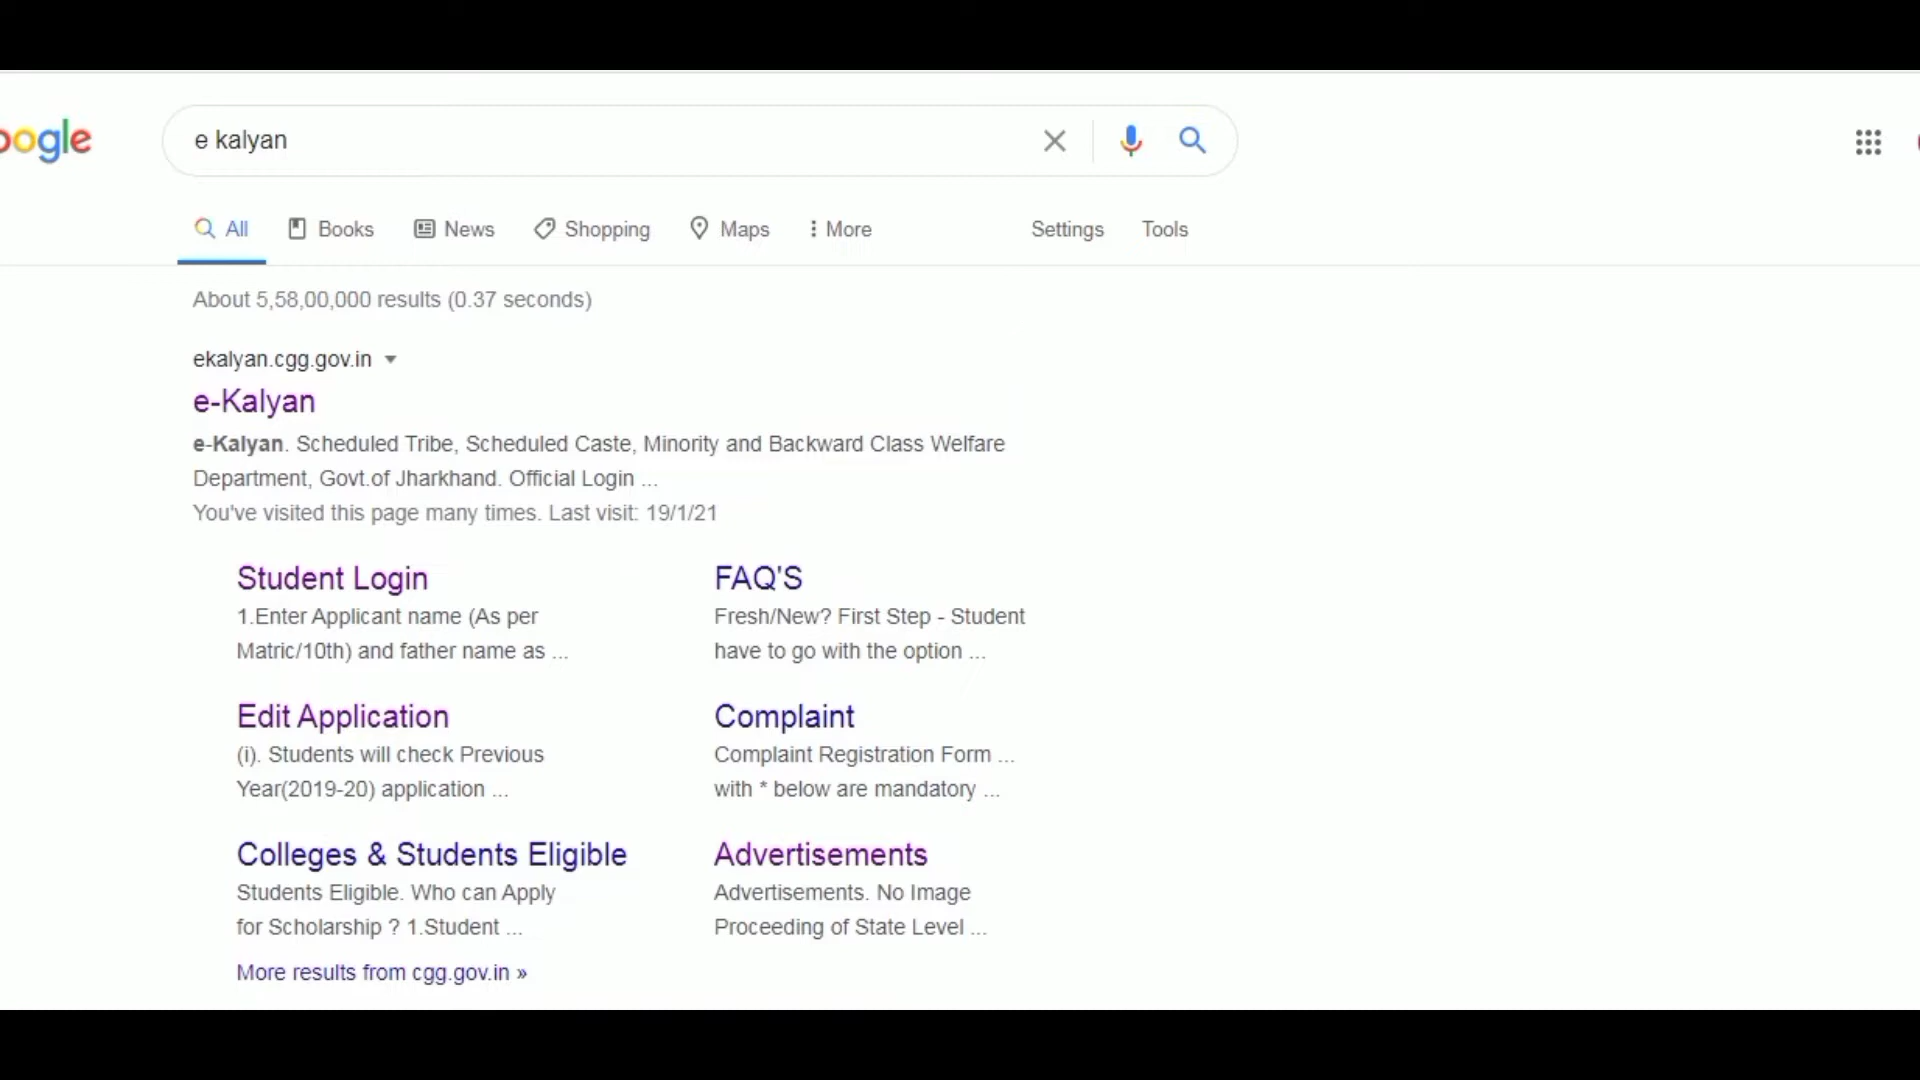 oogle
e kalyan
All Books News Shopping Maps More Settings Tools
About 5,58,00,000 results (0.37 seconds)
ekalyan.cgg.gov.in
e-Kalyan
e-Kalyan. Scheduled Tribe, Scheduled Caste, Minority and Backward Class Welfare
Department, Govt.of Jharkhand. Official Login ...
You've visited this page many times. Last visit: 19/1/21
Student Login
1.Enter Applicant name (As per
Matric/10th) and father name as ...
FAQ'S
Fresh/New? First Step - Student
have to go with the option ...
Edit Application
(i). Students will check Previous
Year(2019-20) application ...
Complaint
Complaint Registration Form ...
with * below are mandatory ...
Colleges & Students Eligible
Students Eligible. Who can Apply
for Scholarship ? 1.Student ...
Advertisements
Advertisements. No Image
Proceeding of State Level ...
More results from cgg.gov.in »